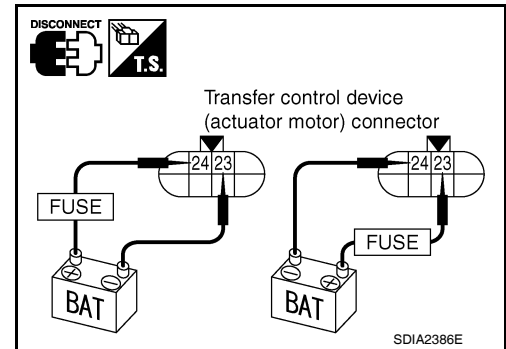 DISCONNECT
T.S.
Transfer control device
(actuator motor) connector
24 23
24 23
FUSE
FUSE
+ −
− +
BAT
BAT
SDIA2386E